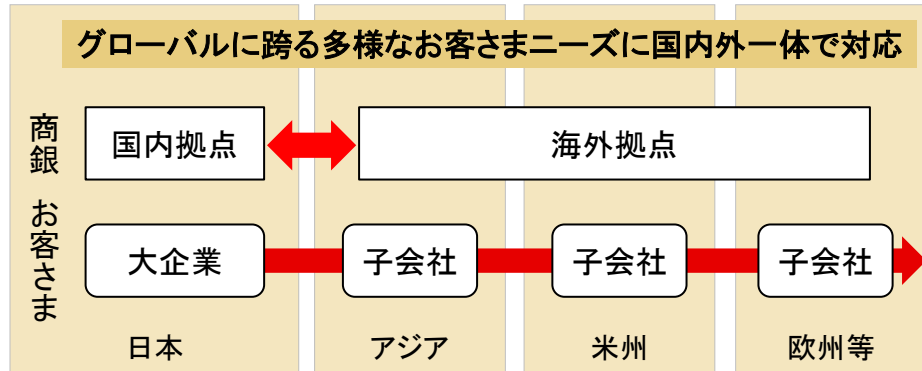 グローバルに跨る多様なお客さまニーズに国内外一体で対応
商銀
国内拠点
海外拠点
お客さま
大企業
子会社
子会社
子会社
日本
アジア
米州
欧州等